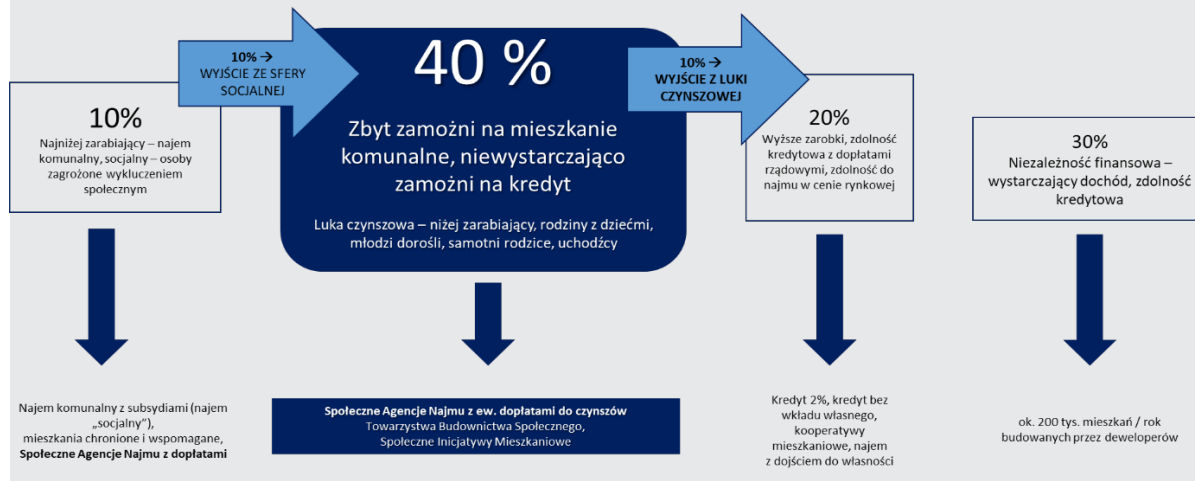 10% →
WYJŚCIE ZE SFERY
SOCJALNEJ
40 %
10% →
WYJŚCIE Z LUKI
CZYNSZOWEJ
10%
Najniżej zarabiający – najem
komunalny, socjalny – osoby
zagrożone wykluczeniem
społecznym
Zbyt zamożni na mieszkanie
komunalne, niewystarczająco
zamożni na kredyt
Luka czynszowa – niżej zarabiający, rodziny z dziećmi,
młodzi dorośli, samotni rodzice, uchodźcy
20%
Wyższe zarobki, zdolność
kredytowa z dopłatami
rządowymi, zdolność do
najmu w cenie rynkowej
30%
Niezależność finansowa –
wystarczający dochód, zdolność
kredytowa
Najem komunalny z subsydiami (najem
„socjalny”),
mieszkania chronione i wspomagane,
Społeczne Agencje Najmu z dopłatami
Społeczne Agencje Najmu z ew. dopłatami do czynszów
Towarzystwa Budownictwa Społecznego,
Społeczne Inicjatywy Mieszkaniowe
Kredyt 2%, kredyt bez
wkładu własnego,
kooperatywy
mieszkaniowe, najem
z dojściem do własności
ok. 200 tys. mieszkań / rok
budowanych przez deweloperów